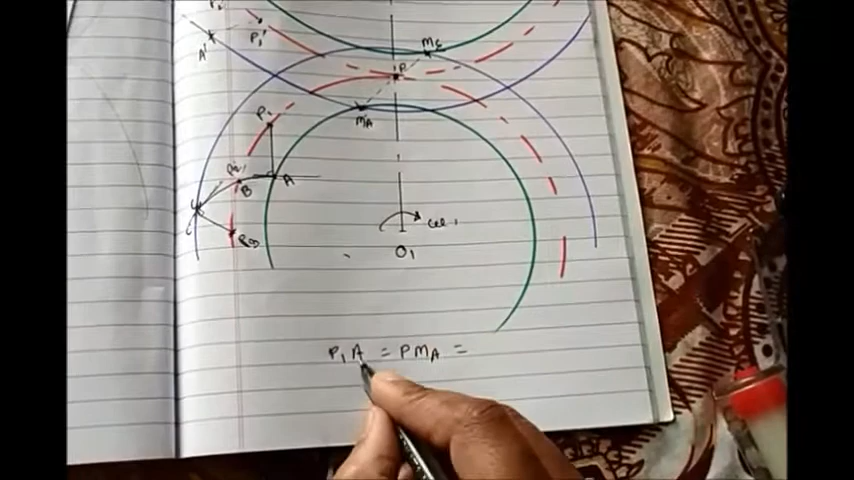 P₁'
A'
Mc
P
P₁
MA
A
B
C
O₁
P₁A = PMA =